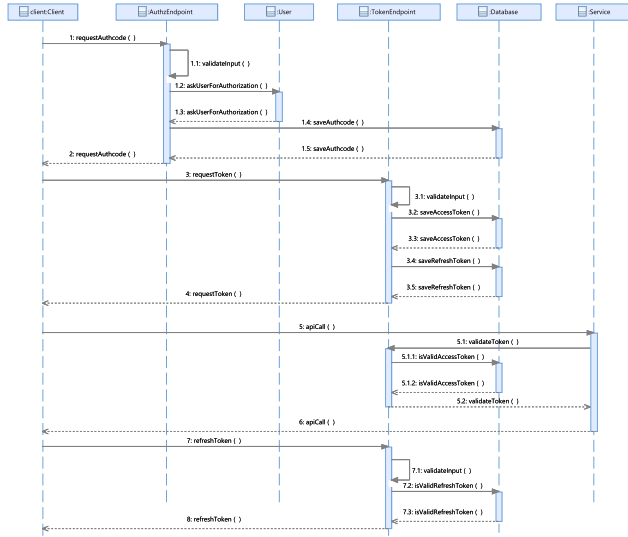 client:Client
:AuthzEndpoint
:User
:TokenEndpoint
:Database
:Service
1: requestAuthcode ( )
1.1: validateInput ( )
1.2: askUserForAuthorization ( )
1.3: askUserForAuthorization ( )
1.4: saveAuthcode ( )
1.5: saveAuthcode ( )
2: requestAuthcode ( )
3: requestToken ( )
3.1: validateInput ( )
3.2: saveAccessToken ( )
3.3: saveAccessToken ( )
3.4: saveRefreshToken ( )
3.5: saveRefreshToken ( )
4: requestToken ( )
5: apiCall ( )
5.1: validateToken ( )
5.1.1: isValidAccessToken ( )
5.1.2: isValidAccessToken ( )
5.2: validateToken ( )
6: apiCall ( )
7: refreshToken ( )
7.1: validateInput ( )
7.2: isValidRefreshToken ( )
7.3: isValidRefreshToken ( )
8: refreshToken ( )